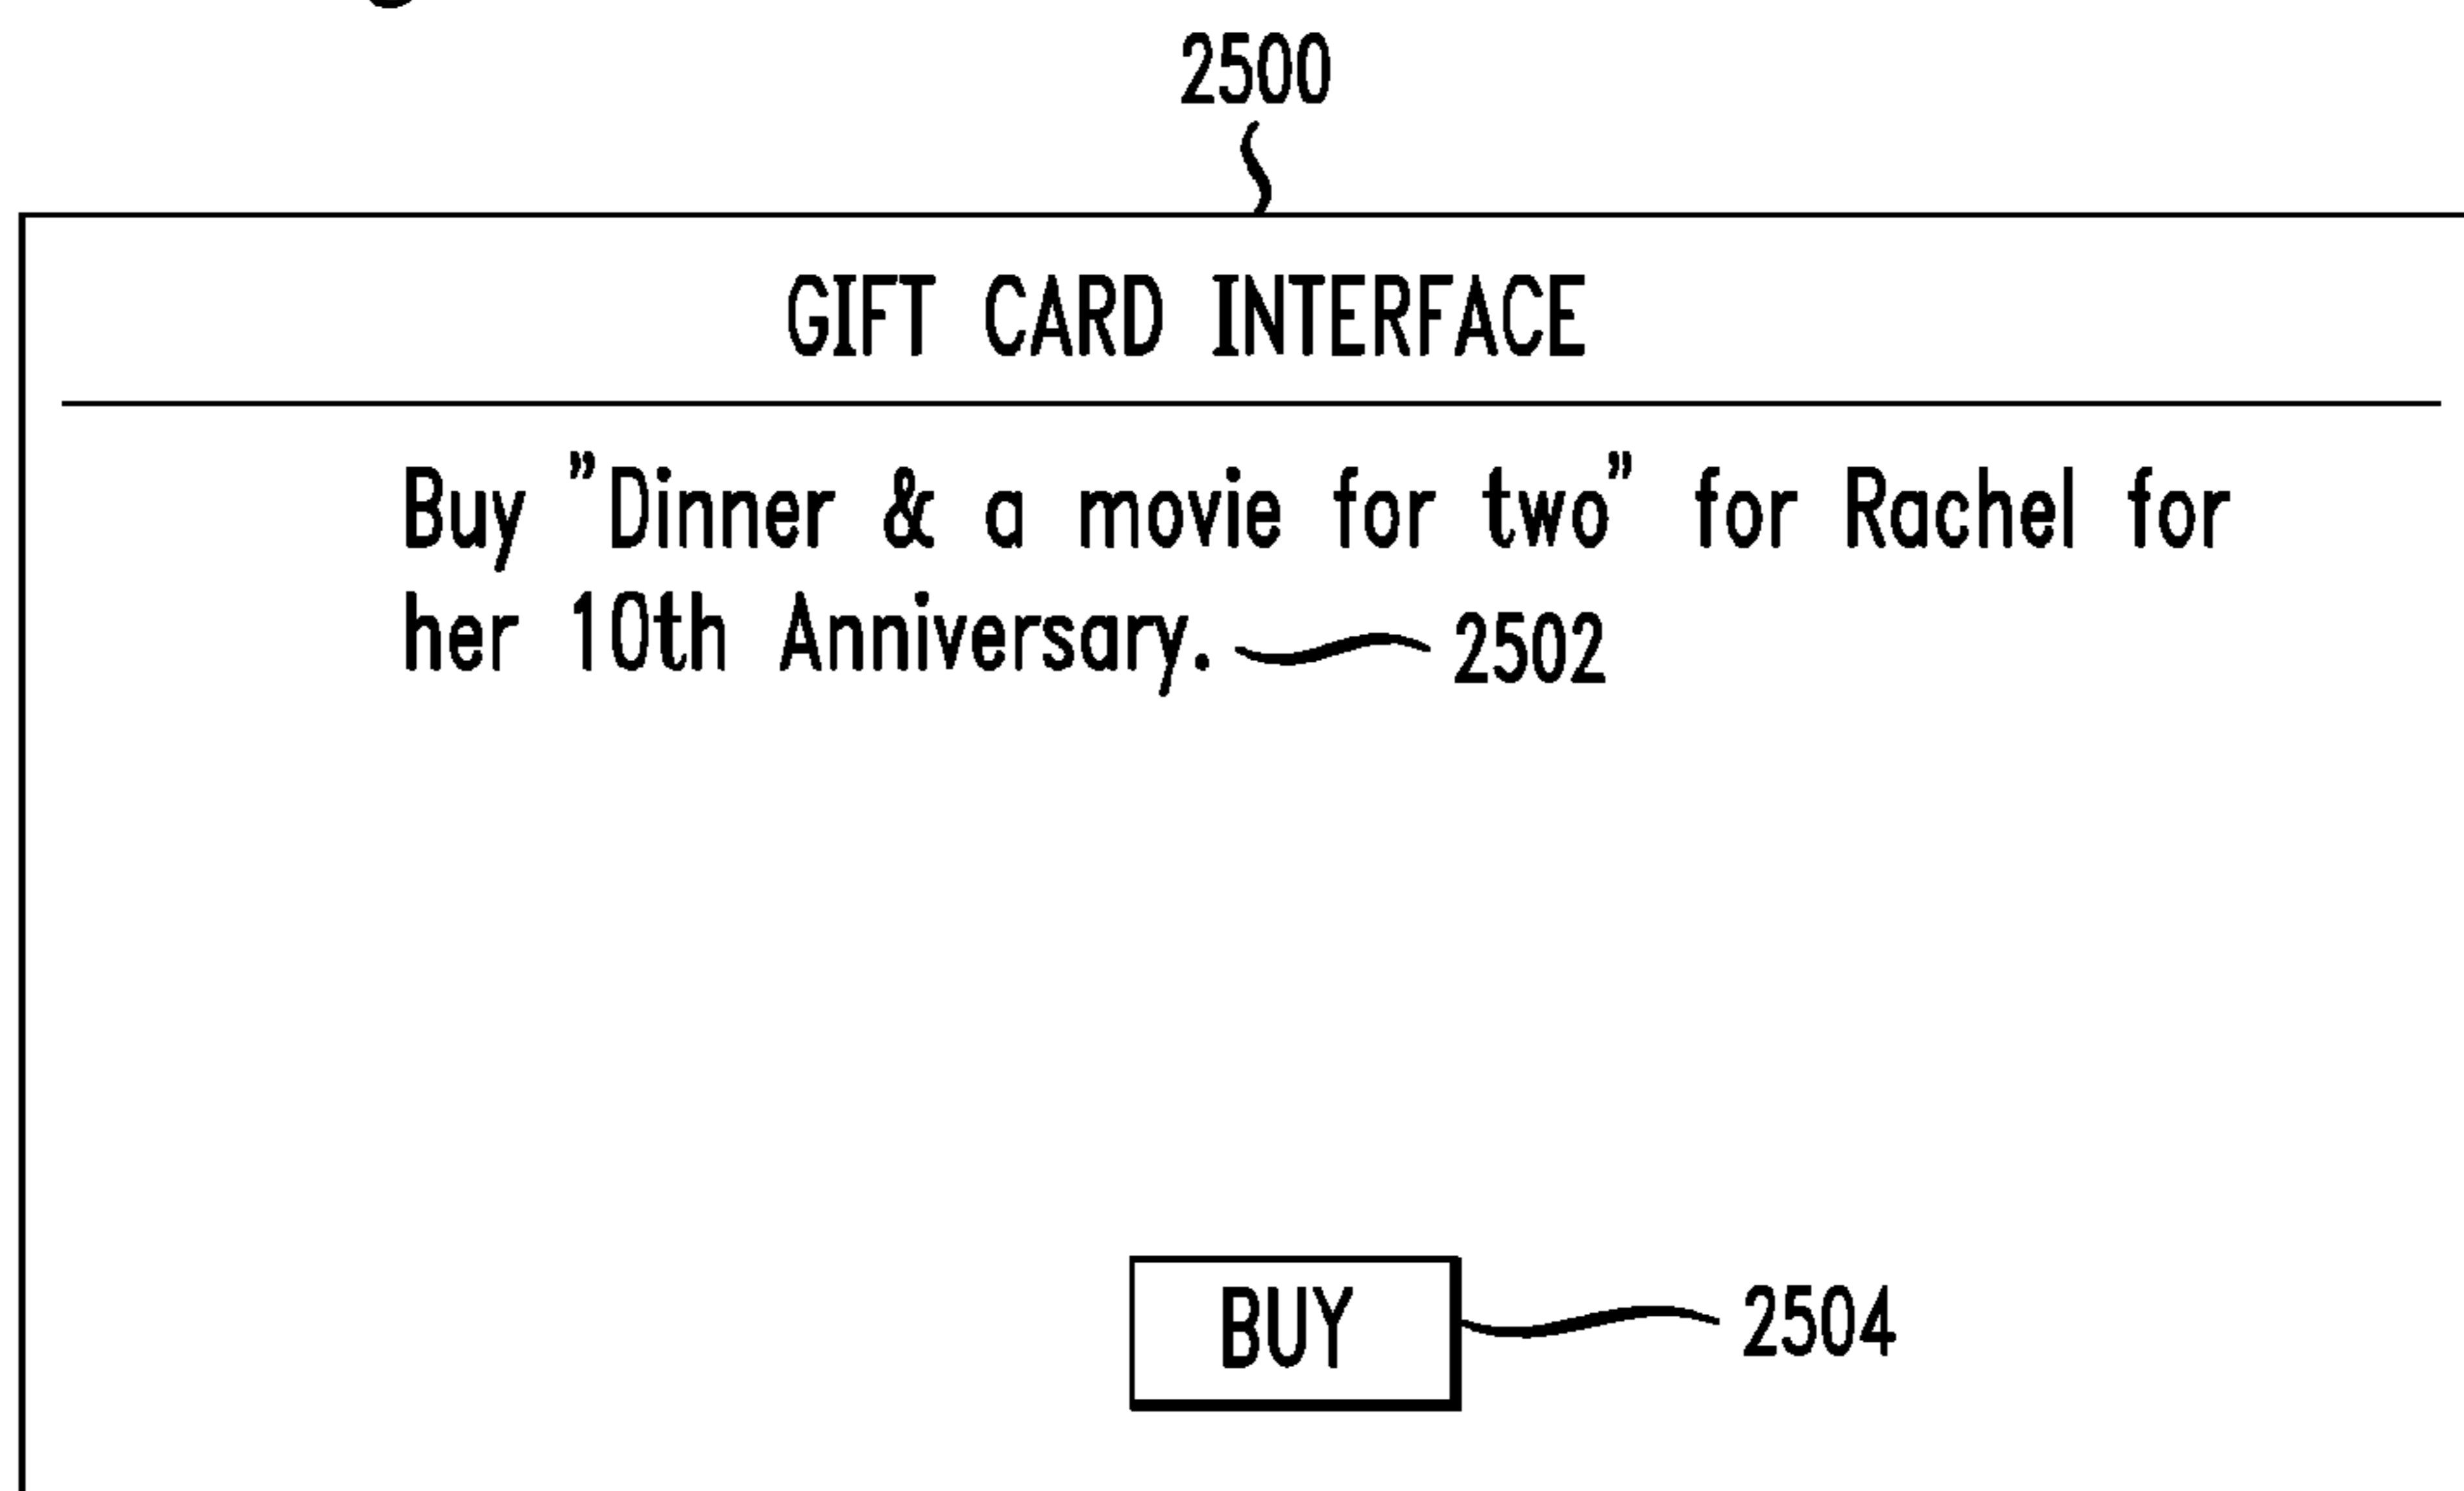 2500
GIFT CARD INTERFACE
Buy "Dinner & a movie for two" for Rachel for
her 10th Anniversary. 2502
BUY 2504